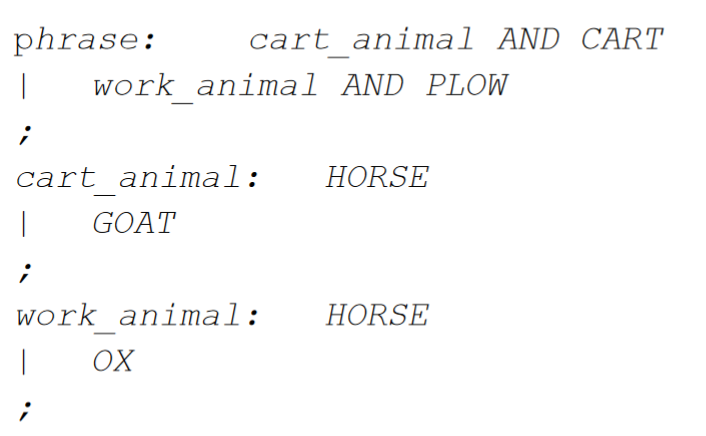 phrase: cart_animal AND CART
| work_animal AND PLOW
;
cart_animal: HORSE
| GOAT
;
work_animal: HORSE
| OX
;